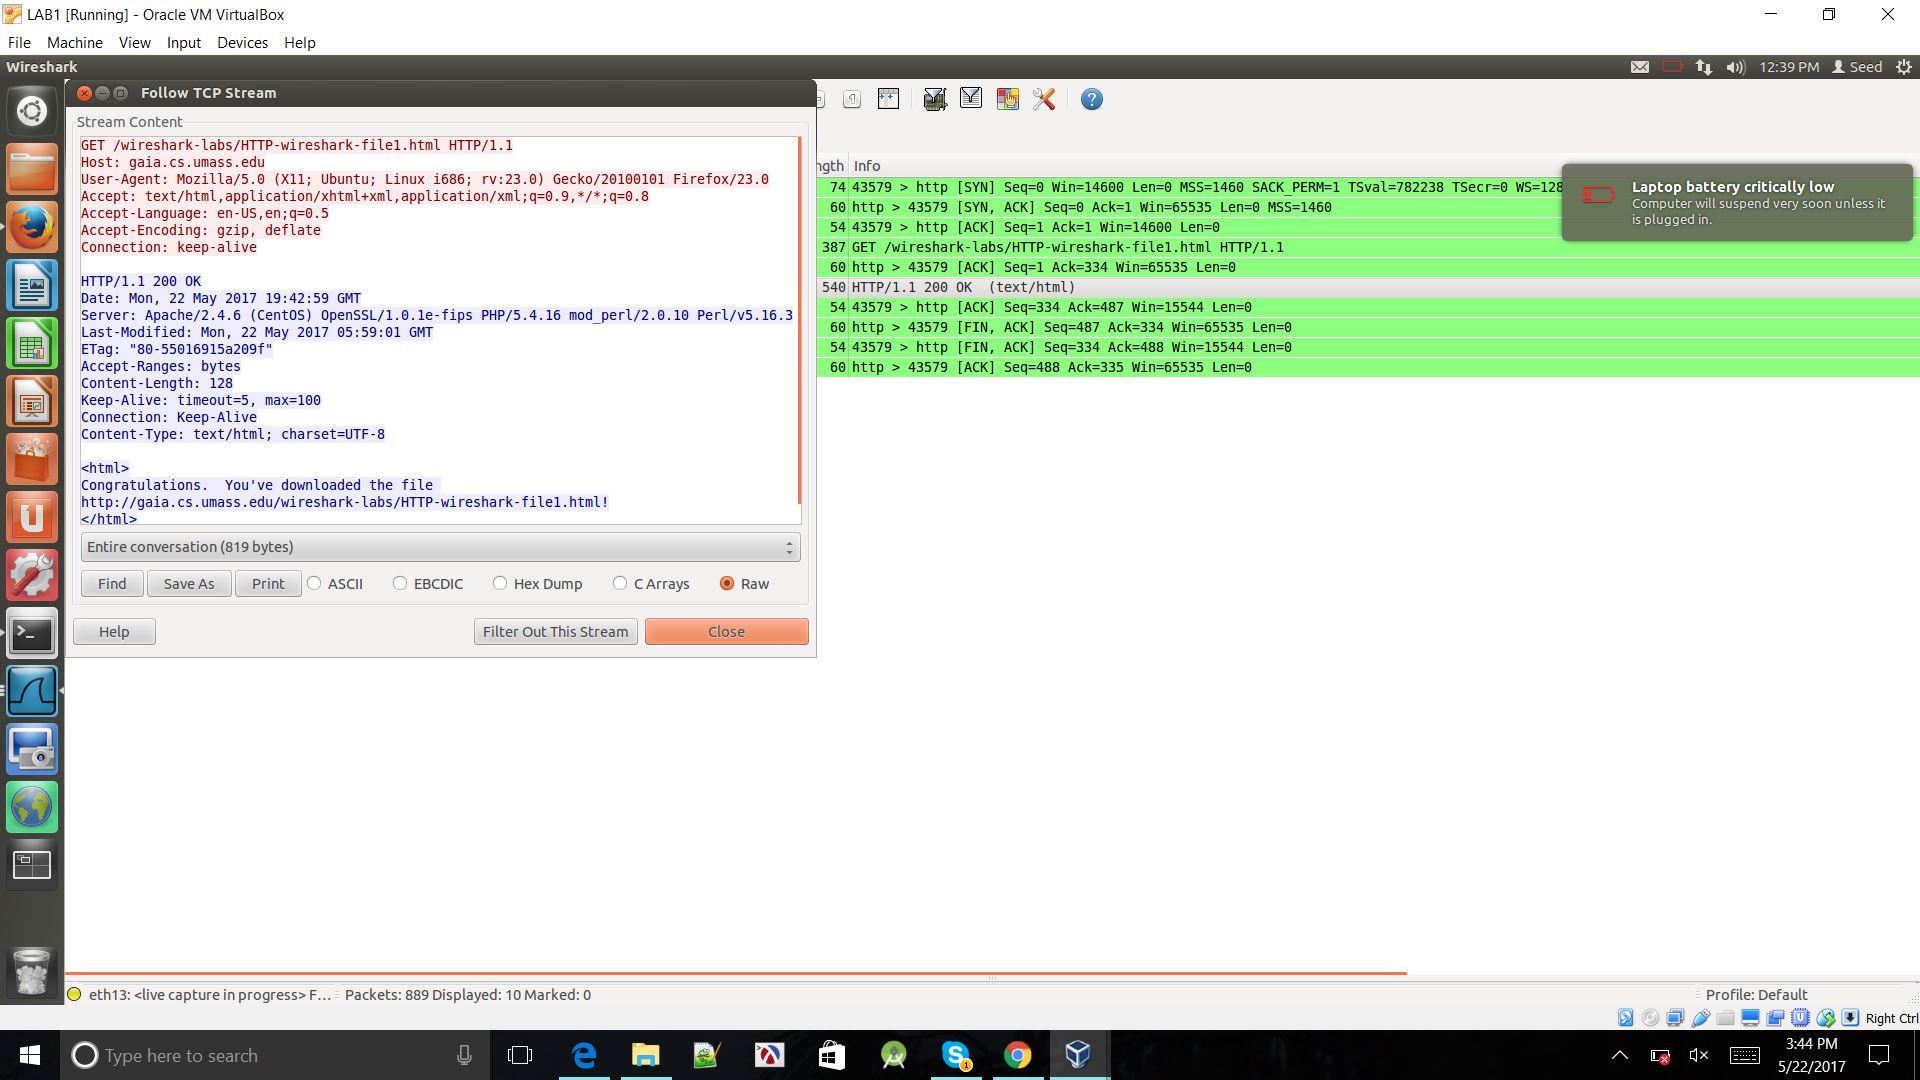 LAB1 [Running] - Oracle VM VirtualBox
File Machine View Input Devices Help
Wireshark
12:39 PM Seed
Follow TCP Stream
Stream Content
GET /wireshark-labs/HTTP-wireshark-file1.html HTTP/1.1
Host: gaia.cs.umass.edu
User-Agent: Mozilla/5.0 (X11; Ubuntu; Linux i686; rv:23.0) Gecko/20100101 Firefox/23.0
Accept: text/html,application/xhtml+xml,application/xml;q=0.9,*/*;q=0.8
Accept-Language: en-US,en;q=0.5
Accept-Encoding: gzip, deflate
Connection: keep-alive
HTTP/1.1 200 OK
Date: Mon, 22 May 2017 19:42:59 GMT
Server: Apache/2.4.6 (CentOS) OpenSSL/1.0.1e-fips PHP/5.4.16 mod_perl/2.0.10 Perl/v5.16.3
Last-Modified: Mon, 22 May 2017 05:59:01 GMT
ETag: "80-55016915a209f"
Accept-Ranges: bytes
Content-Length: 128
Keep-Alive: timeout=5, max=100
Connection: Keep-Alive
Content-Type: text/html; charset=UTF-8
<html>
Congratulations.  You've downloaded the file
http://gaia.cs.umass.edu/wireshark-labs/HTTP-wireshark-file1.html!
</html>
Entire conversation (819 bytes)
Find Save As Print ASCII EBCDIC Hex Dump C Arrays Raw
Help Filter Out This Stream Close
ngth Info
74 43579 > http [SYN] Seq=0 Win=14600 Len=0 MSS=1460 SACK_PERM=1 TSval=782238 TSecr=0 WS=128
60 http > 43579 [SYN, ACK] Seq=0 Ack=1 Win=65535 Len=0 MSS=1460
54 43579 > http [ACK] Seq=1 Ack=1 Win=14600 Len=0
387 GET /wireshark-labs/HTTP-wireshark-file1.html HTTP/1.1
60 http > 43579 [ACK] Seq=1 Ack=334 Win=65535 Len=0
540 HTTP/1.1 200 OK  (text/html)
54 43579 > http [ACK] Seq=334 Ack=487 Win=15544 Len=0
60 http > 43579 [FIN, ACK] Seq=487 Ack=334 Win=65535 Len=0
54 43579 > http [FIN, ACK] Seq=334 Ack=488 Win=15544 Len=0
60 http > 43579 [ACK] Seq=488 Ack=335 Win=65535 Len=0
Laptop battery critically low
Computer will suspend very soon unless it
is plugged in.
eth13: <live capture in progress> F... Packets: 889 Displayed: 10 Marked: 0 Profile: Default
Right Ctrl
Type here to search
3:44 PM
5/22/2017